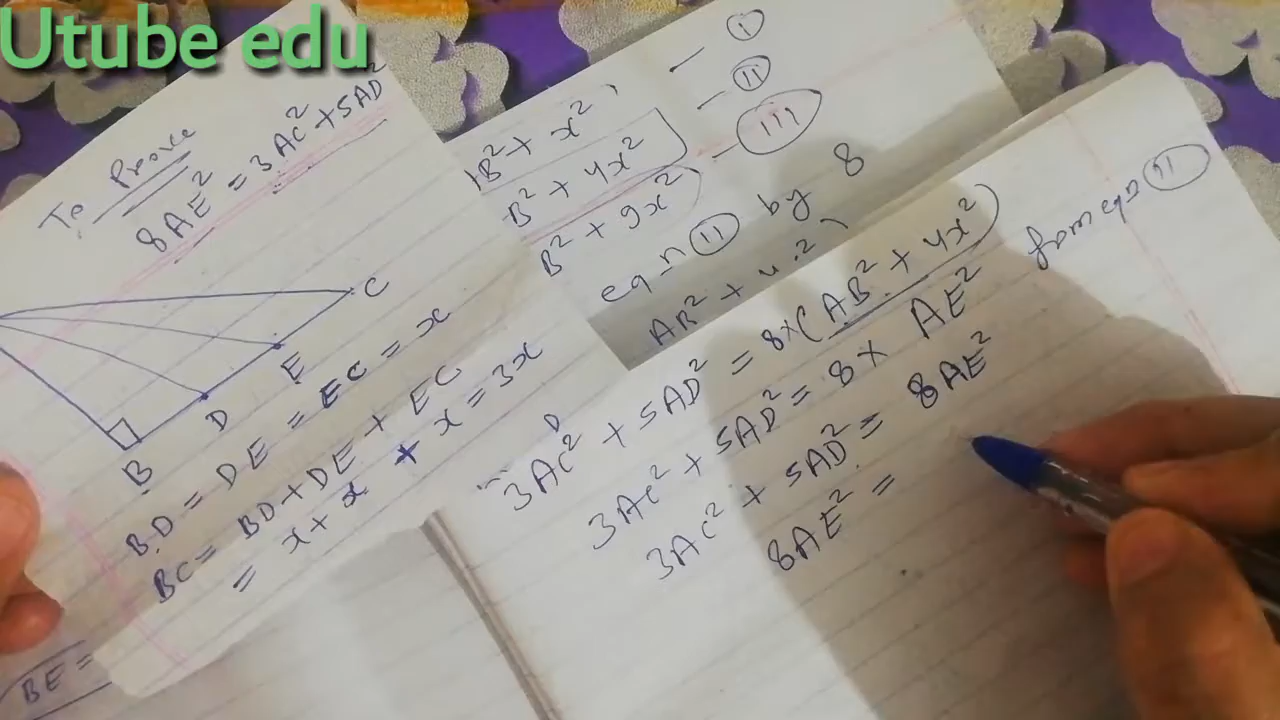 Utube edu
To Prove
8AE² = 3AC² + 5AD²
C
E
D
B
BD = DE = EC = x
BC = BD + DE + EC
= x + x + x = 3x
BE =
B² + x² — (i)
B² + 4x² — (ii)
B² + 9x² — (iii)
eq_n (ii) by 8
AB² +
3AC² + 5AD² = 8×(AB² + 4x²)
3AC² + 5AD² = 8× AE² from eqn (ii)
3AC² + 5AD² = 8AE²
8AE² =